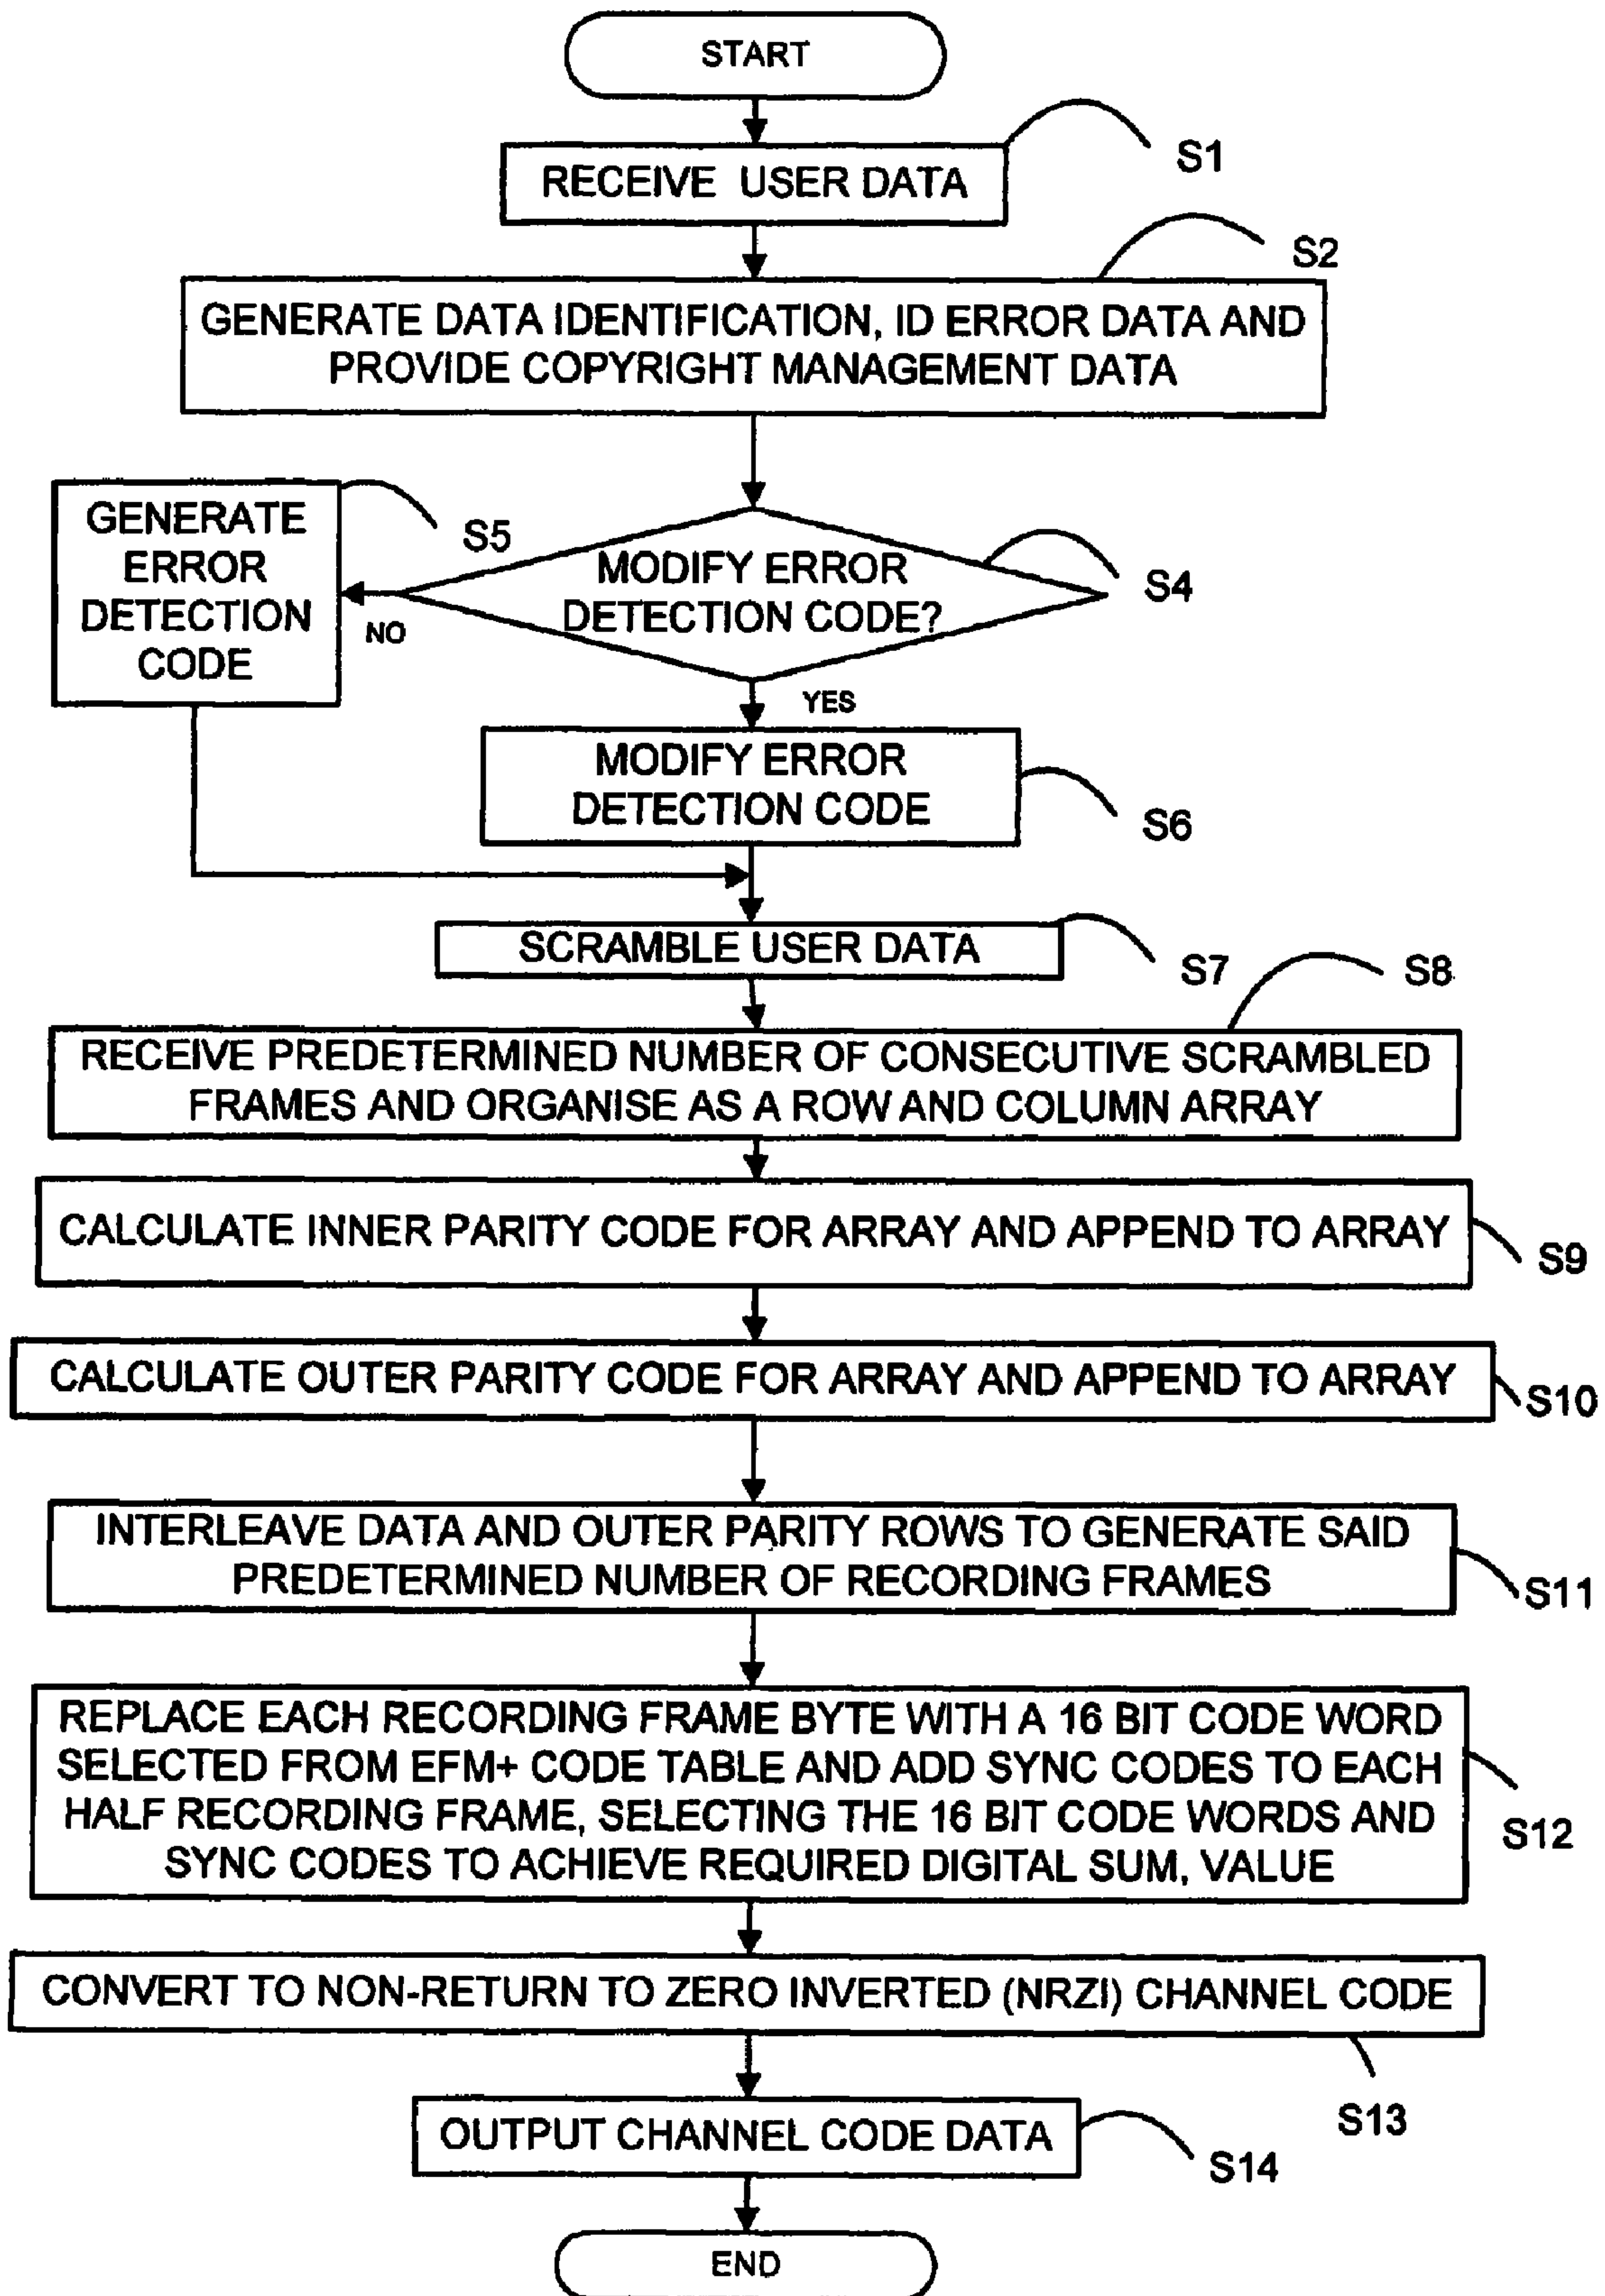 START
RECEIVE USER DATA
S1
S2
GENERATE DATA IDENTIFICATION, ID ERROR DATA AND
PROVIDE COPYRIGHT MANAGEMENT DATA
GENERATE
ERROR
DETECTION
CODE
S5
MODIFY ERROR
DETECTION CODE?
S4
NO
YES
MODIFY ERROR
DETECTION CODE
S6
SCRAMBLE USER DATA
S7
S8
RECEIVE PREDETERMINED NUMBER OF CONSECUTIVE SCRAMBLED
FRAMES AND ORGANISE AS A ROW AND COLUMN ARRAY
CALCULATE INNER PARITY CODE FOR ARRAY AND APPEND TO ARRAY
S9
CALCULATE OUTER PARITY CODE FOR ARRAY AND APPEND TO ARRAY
S10
INTERLEAVE DATA AND OUTER PARITY ROWS TO GENERATE SAID
PREDETERMINED NUMBER OF RECORDING FRAMES
S11
REPLACE EACH RECORDING FRAME BYTE WITH A 16 BIT CODE WORD
SELECTED FROM EFM+ CODE TABLE AND ADD SYNC CODES TO EACH
HALF RECORDING FRAME, SELECTING THE 16 BIT CODE WORDS AND
SYNC CODES TO ACHIEVE REQUIRED DIGITAL SUM, VALUE
S12
CONVERT TO NON-RETURN TO ZERO INVERTED (NRZI) CHANNEL CODE
S13
OUTPUT CHANNEL CODE DATA
S14
END